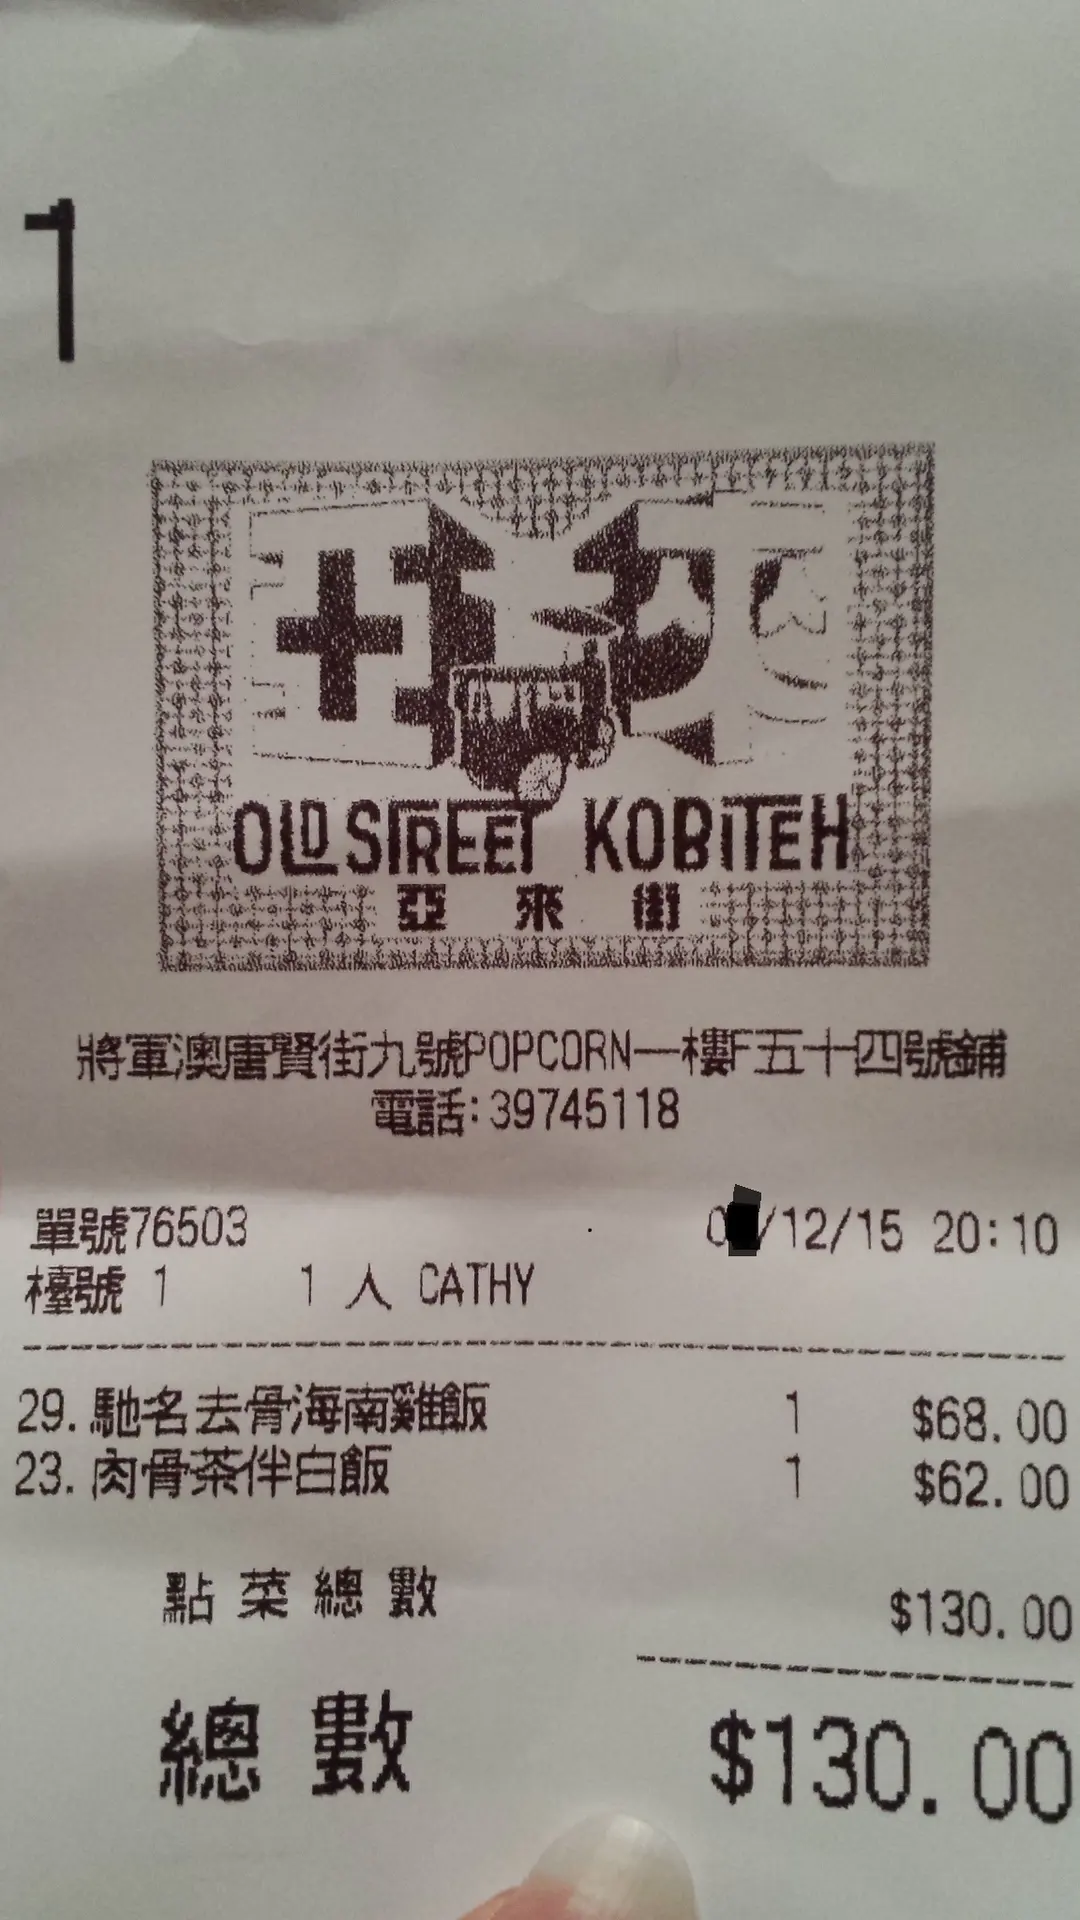 1
亞來
OLD STREET KOBITEH
亞來街
將軍澳唐賢街九號POPCORN一樓F五十四號鋪
電話:39745118
單號76503 0 /12/15 20:10
檯號 1 1 人 CATHY
29. 馳名去骨海南雞飯 1 $68.00
23. 肉骨茶伴白飯 1 $62.00
點菜總數 $130.00
總數 $130.00